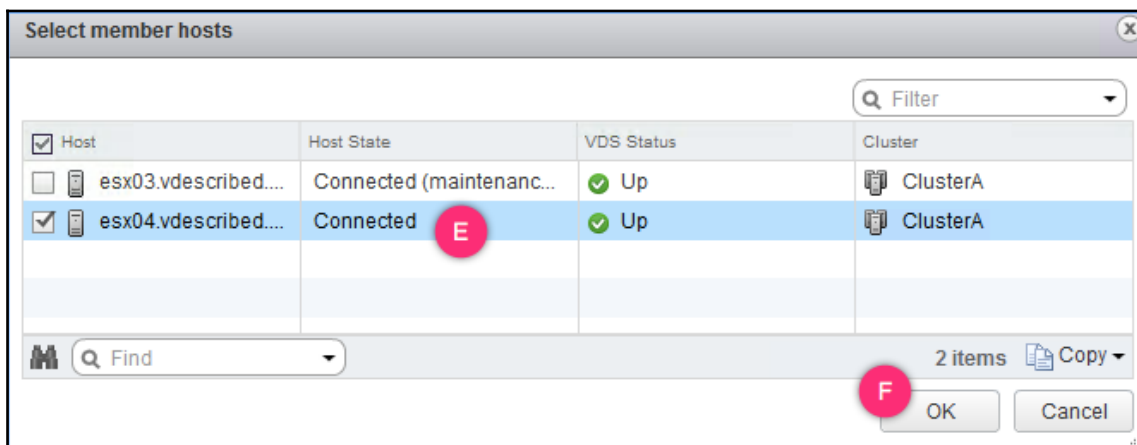 Select member hosts
Filter
Host Host State VDS Status Cluster
esx03.vdescribed.... Connected (maintenanc... Up ClusterA
esx04.vdescribed.... Connected E Up ClusterA
Find 2 items Copy
F OK Cancel